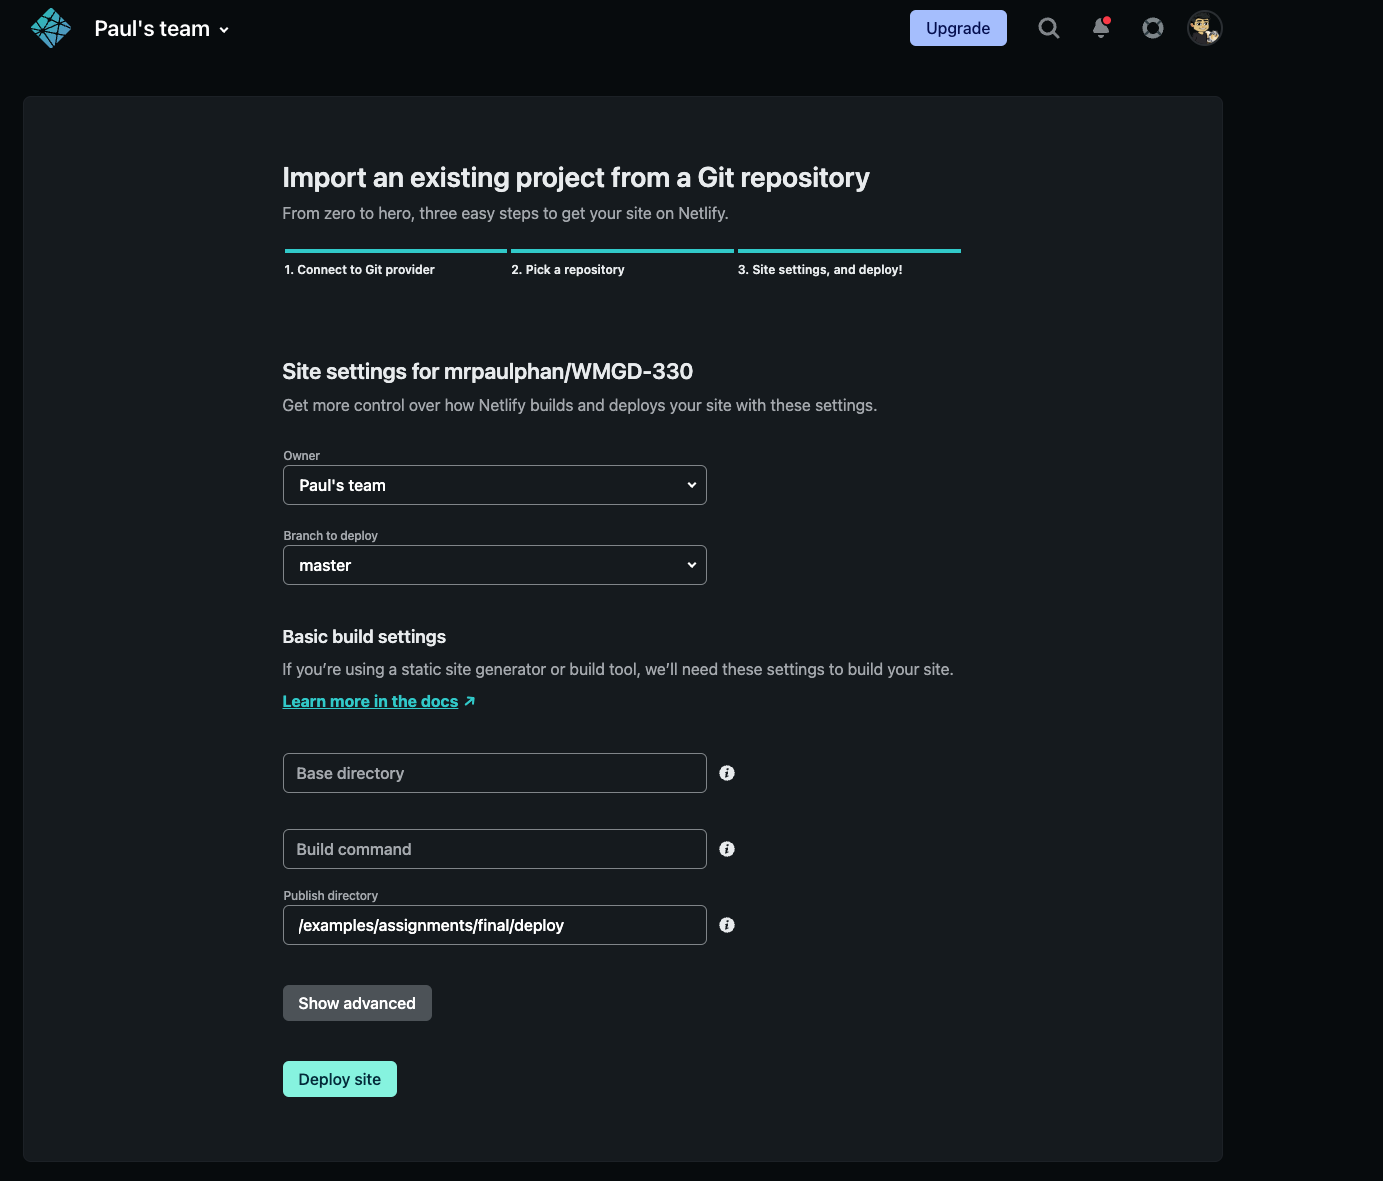 Paul's team
Upgrade
Import an existing project from a Git repository
From zero to hero, three easy steps to get your site on Netlify.
1. Connect to Git provider
2. Pick a repository
3. Site settings, and deploy!
Site settings for mrpaulphan/WMGD-330
Get more control over how Netlify builds and deploys your site with these settings.
Owner
Paul's team
Branch to deploy
master
Basic build settings
If you’re using a static site generator or build tool, we’ll need these settings to build your site.
Learn more in the docs
Base directory
Build command
Publish directory
/examples/assignments/final/deploy
Show advanced
Deploy site